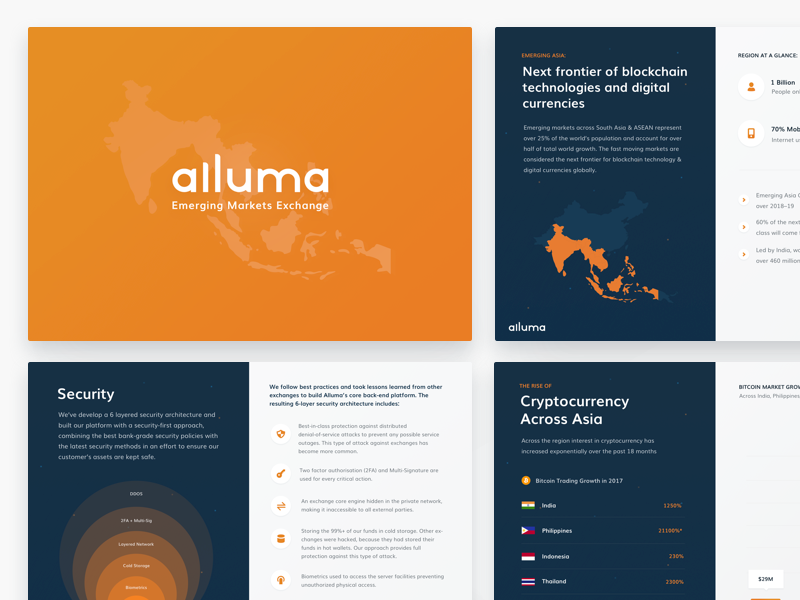 alluma
Emerging Markets Exchange
EMERGING ASIA:
Next frontier of blockchain
technologies and digital
currencies
Emerging markets across South Asia & ASEAN represent
over 25% of the world's population and account for over
half of total world growth. The fast moving markets are
considered the next frontier for blockchain technology &
digital currencies globally.
alluma
REGION AT A GLANCE:
1 Billion
People onl
70% Mob
Internet us
Emerging Asia C
over 2018-19
60% of the next
class will come f
Led by India, wo
over 460 million
Security
We've develop a 6 layered security architecture and
built our platform with a security-first approach,
combining the best bank-grade security policies with
the latest security methods in an effort to ensure our
customer's assets are kept safe.
DDOS
2FA + Multi-Sig
Layered Network
Cold Storage
Biometrics
We follow best practices and took lessons learned from other
exchanges to build Alluma's core back-end platform. The
resulting 6-layer security architecture includes:
Best-in-class protection against distributed
denial-of-service attacks to prevent any possible service
outages. This type of attack against exchanges has
become more common.
Two factor authorisation (2FA) and Multi-Signature are
used for every critical action.
An exchange core engine hidden in the private network,
making it inaccessible to all external parties.
Storing the 99%+ of our funds in cold storage. Other ex-
changes were hacked, because they had stored their
funds in hot wallets. Our approach provides full
protection against this type of attack.
Biometrics used to access the server facilities preventing
unauthorized physical access.
THE RISE OF
Cryptocurrency
Across Asia
Across the region interest in cryptocurrency has
increased exponentially over the past 18 months
Bitcoin Trading Growth in 2017
India 1250%
Philippines 21100%*
Indonesia 230%
Thailand 2300%
BITCOIN MARKET GROW
Across India, Philippines
$29M